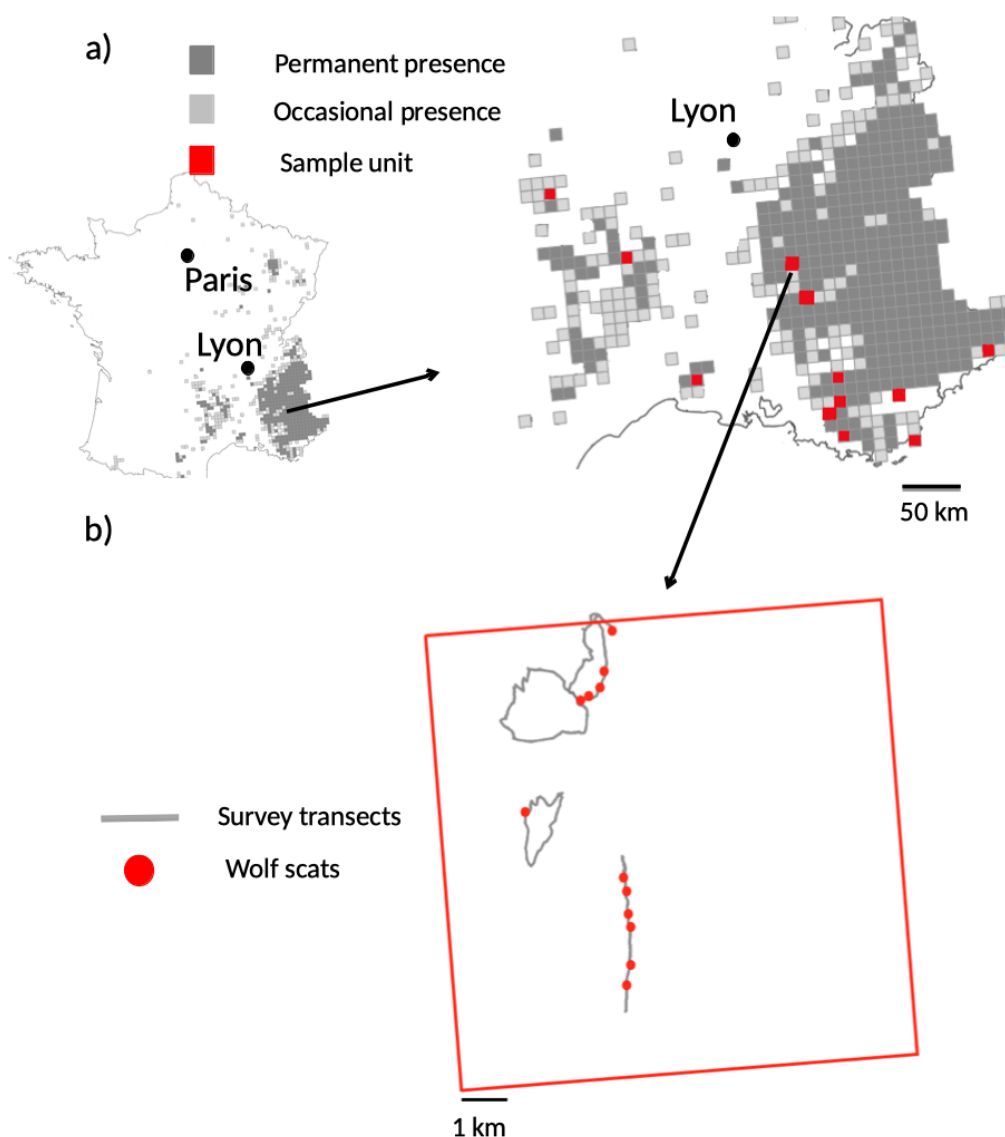 a)
Permanent presence
Occasional presence
Sample unit
Paris
Lyon
Lyon
50 km
b)
Survey transects
Wolf scats
1 km